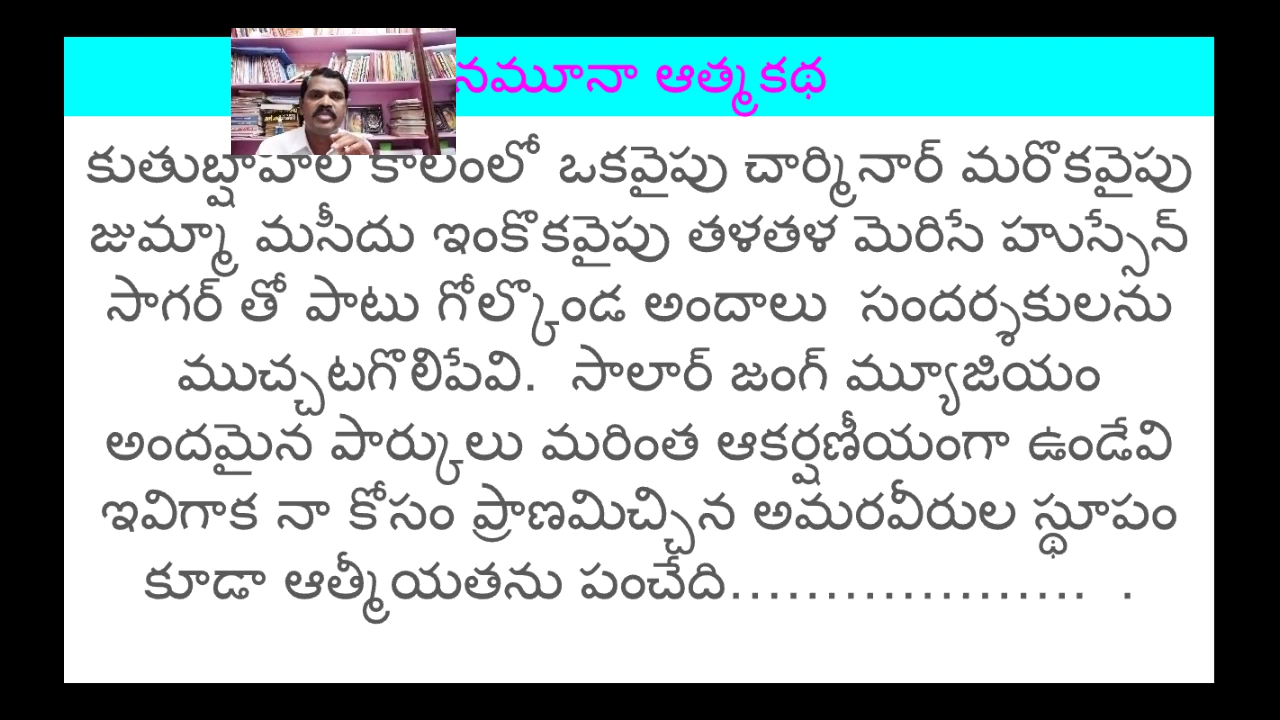 నమూనా ఆత్మకథ
కుతుబ్షాహీల కాలంలో ఒకవైపు చార్మినార్ మరొకవైపు
జుమ్మా మసీదు ఇంకొకవైపు తళతళ మెరిసే హుస్సేన్
సాగర్ తో పాటు గోల్కొండ అందాలు సందర్శకులను
ముచ్చటగొలిపేవి. సాలార్ జంగ్ మ్యూజియం
అందమైన పార్కులు మరింత ఆకర్షణీయంగా ఉండేవి
ఇవిగాక నా కోసం ప్రాణమిచ్చిన అమరవీరుల స్థూపం
కూడా ఆత్మీయతను పంచేది................... .